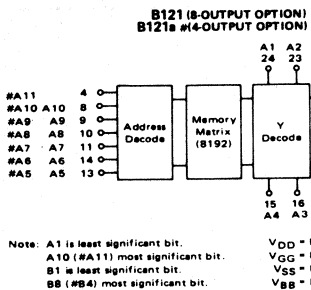 B121 (8-OUTPUT OPTION)
B121a #(4-OUTPUT OPTION)
A1 A2
24 23
#A11 4
#A10 A10 8
#A9 A9 9
#A8 A8 10
#A7 A7 11
#A6 A6 14
#A5 A5 13
Address
Decode
Memory
Matrix
(8192)
Y
Decode
15 16
A4 A3
Note: A1 is least significant bit.
A10 (#A11) most significant bit.
B1 is least significant bit.
B8 (#B4) most significant bit.
VDD =
VGG =
VSS =
VBB =